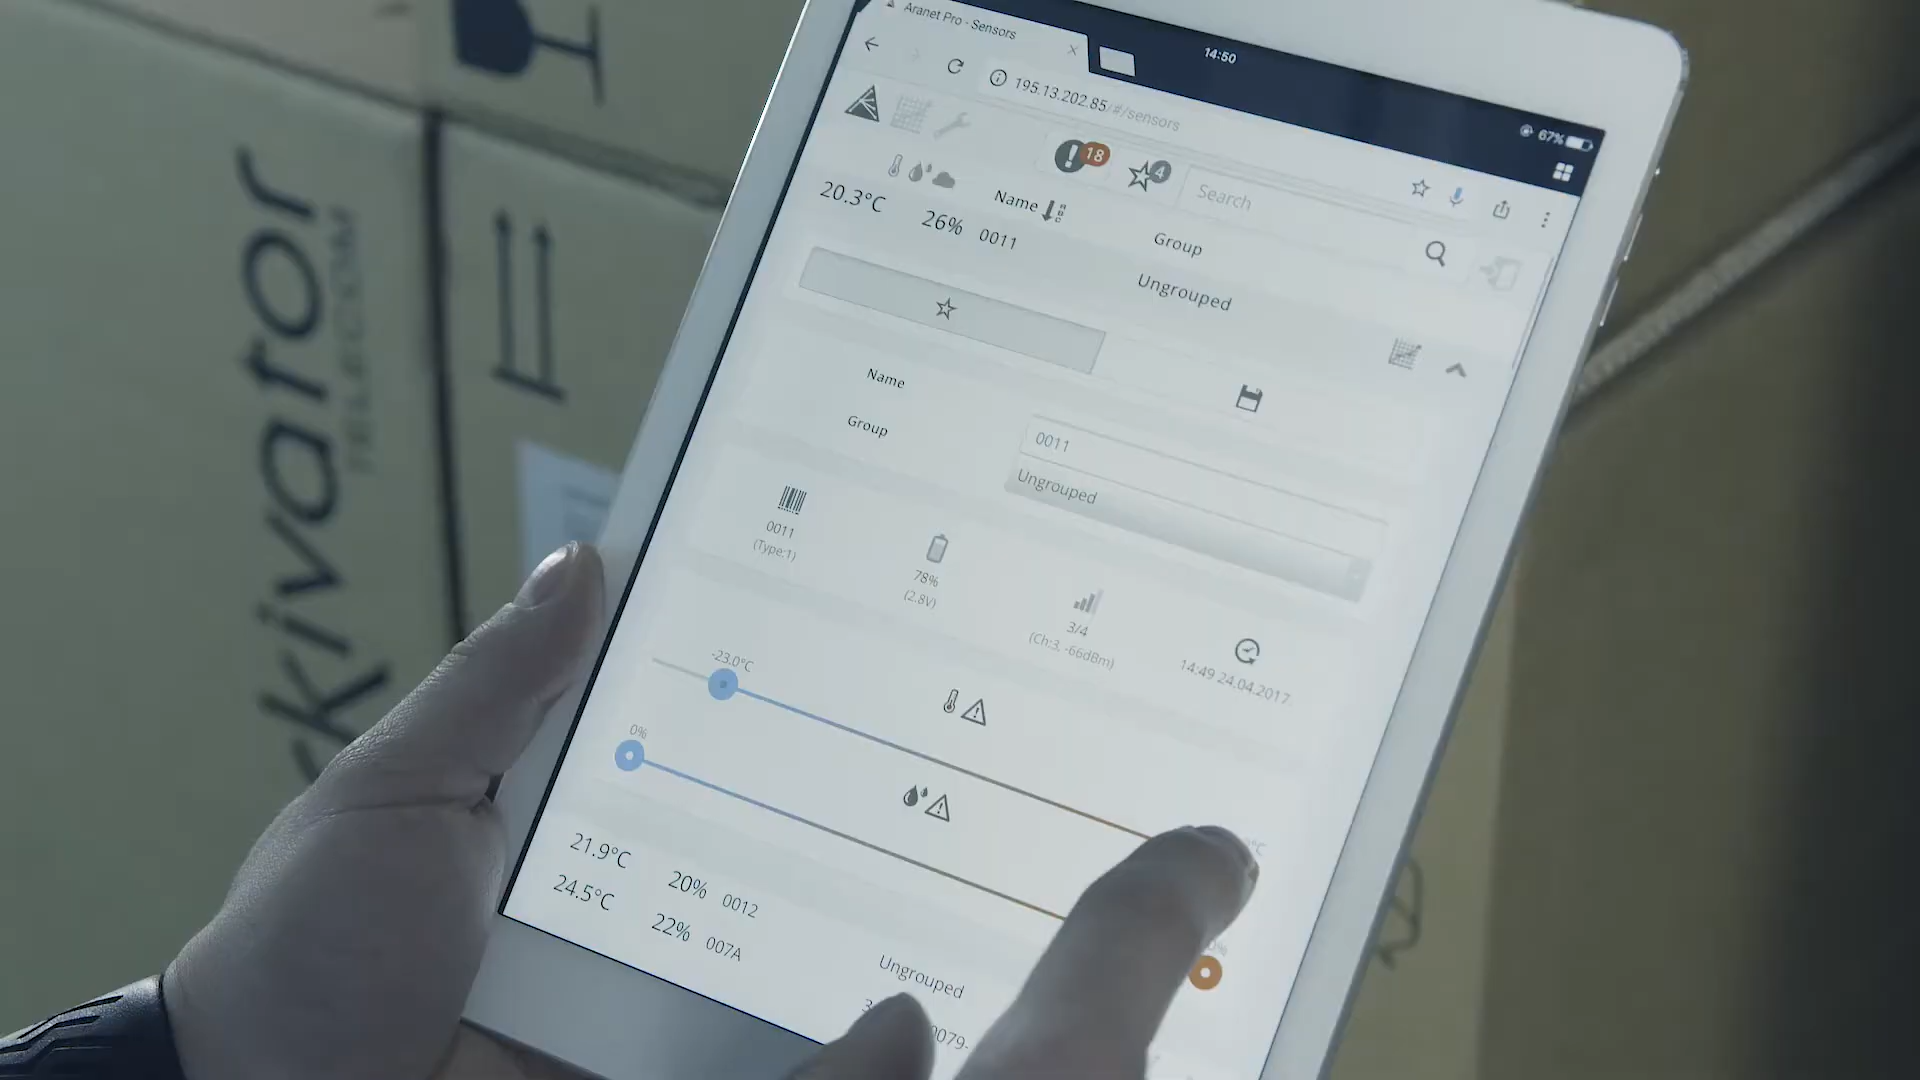 Aranet Pro - Sensors
14:50
67%
195.13.202.85/#/sensors
18
4
Search
Name
Group
20.3°C 26% 0011 Ungrouped
Name
0011
Group
Ungrouped
0011
(Type:1)
78%
(2.8V)
3/4
(Ch:3, -66dBm)
14:49 24.04.2017
-23.0°C
0%
21.9°C 20% 0012
24.5°C 22% 007A
Ungrouped
0079-
TELECOM